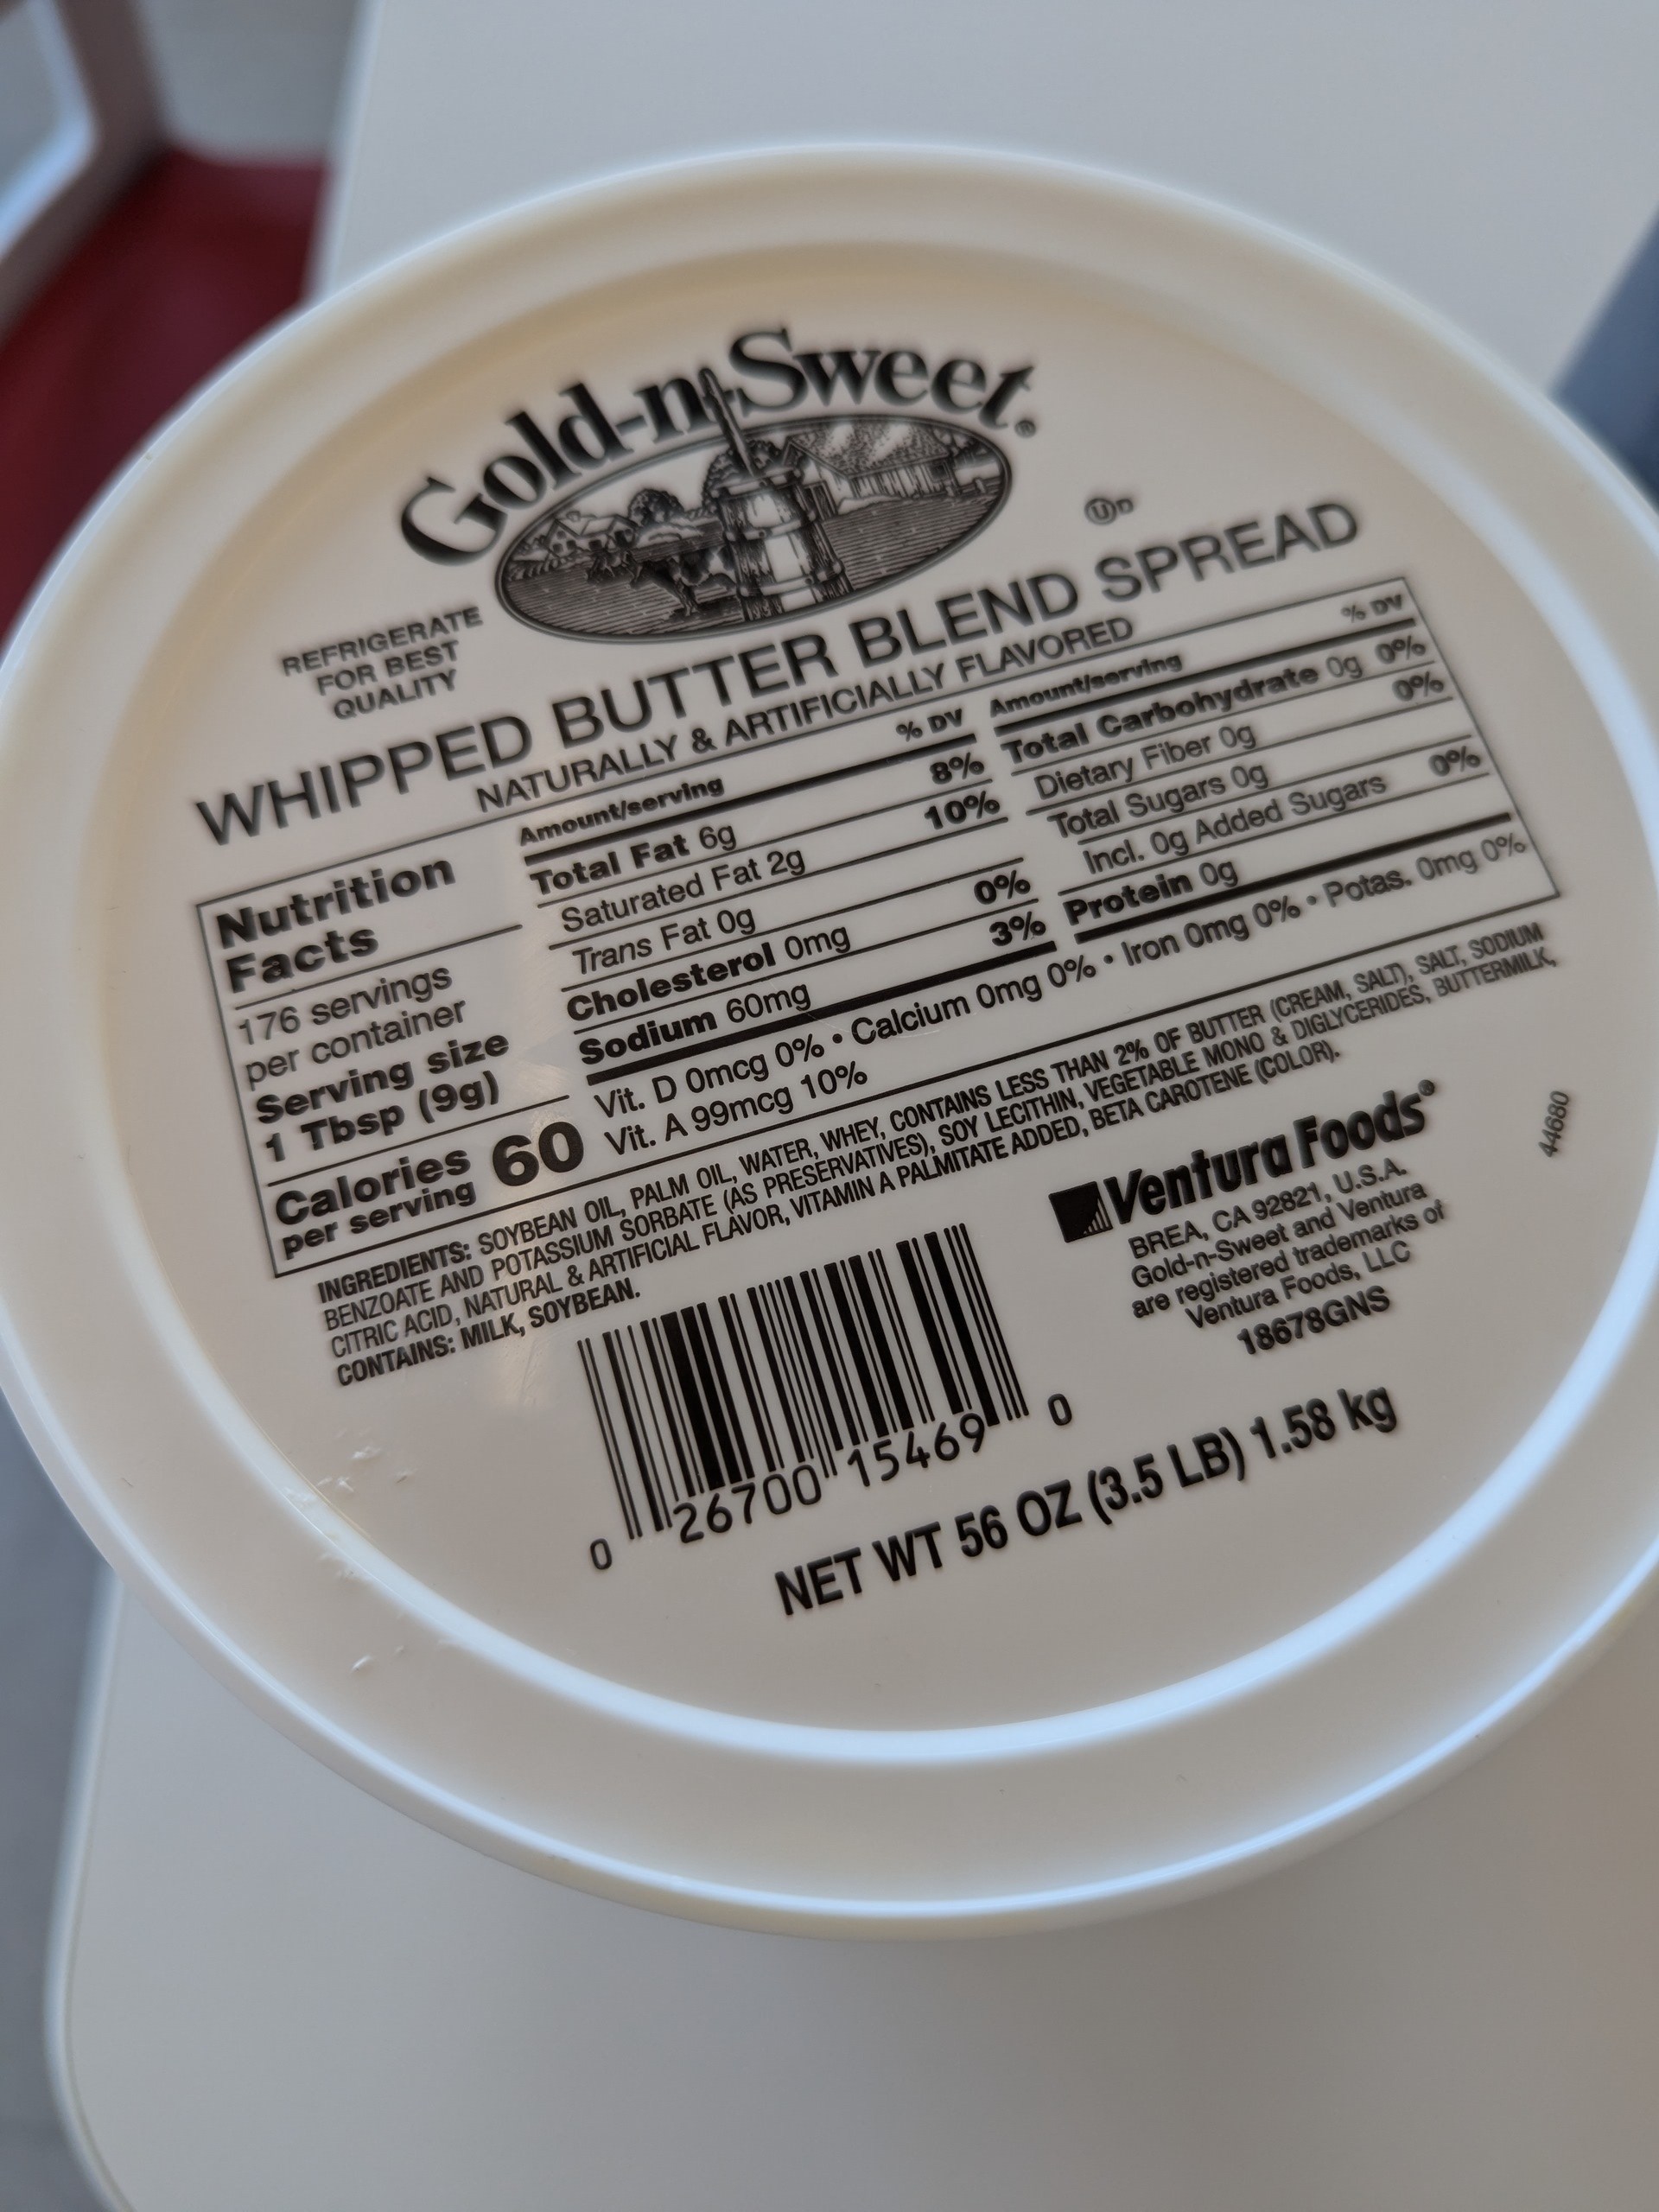 Gold-n-Sweet®
REFRIGERATE
FOR BEST
QUALITY
U D
WHIPPED BUTTER BLEND SPREAD
NATURALLY & ARTIFICIALLY FLAVORED
Nutrition
Facts
176 servings
per container
Serving size
1 Tbsp (9g)
Calories
per serving
60
Amount/serving % DV
Total Fat 6g 8%
Saturated Fat 2g 10%
Trans Fat 0g
Cholesterol 0mg 0%
Sodium 60mg 3%
Amount/serving % DV
Total Carbohydrate 0g 0%
Dietary Fiber 0g 0%
Total Sugars 0g
Incl. 0g Added Sugars 0%
Protein 0g
Vit. D 0mcg 0% • Calcium 0mg 0% • Iron 0mg 0% • Potas. 0mg 0%
Vit. A 99mcg 10%
INGREDIENTS: SOYBEAN OIL, PALM OIL, WATER, WHEY, CONTAINS LESS THAN 2% OF BUTTER (CREAM, SALT), SALT, SODIUM
BENZOATE AND POTASSIUM SORBATE (AS PRESERVATIVES), SOY LECITHIN, VEGETABLE MONO & DIGLYCERIDES, BUTTERMILK,
CITRIC ACID, NATURAL & ARTIFICIAL FLAVOR, VITAMIN A PALMITATE ADDED, BETA CAROTENE (COLOR).
CONTAINS: MILK, SOYBEAN.
Ventura Foods®
BREA, CA 92821, U.S.A.
Gold-n-Sweet and Ventura
are registered trademarks of
Ventura Foods, LLC
18678GNS
44680
0 26700 15469 0
NET WT 56 OZ (3.5 LB) 1.58 kg